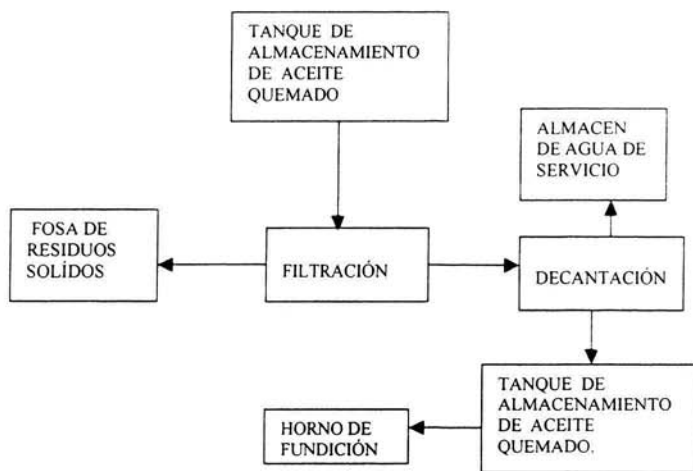 TANQUE DE
ALMACENAMIENTO
DE ACEITE
QUEMADO
ALMACEN
DE AGUA DE
SERVICIO
FOSA DE
RESIDUOS
SOLÍDOS
FILTRACIÓN
DECANTACIÓN
TANQUE DE
ALMACENAMIENTO
DE ACEITE
QUEMADO.
HORNO DE
FUNDICIÓN